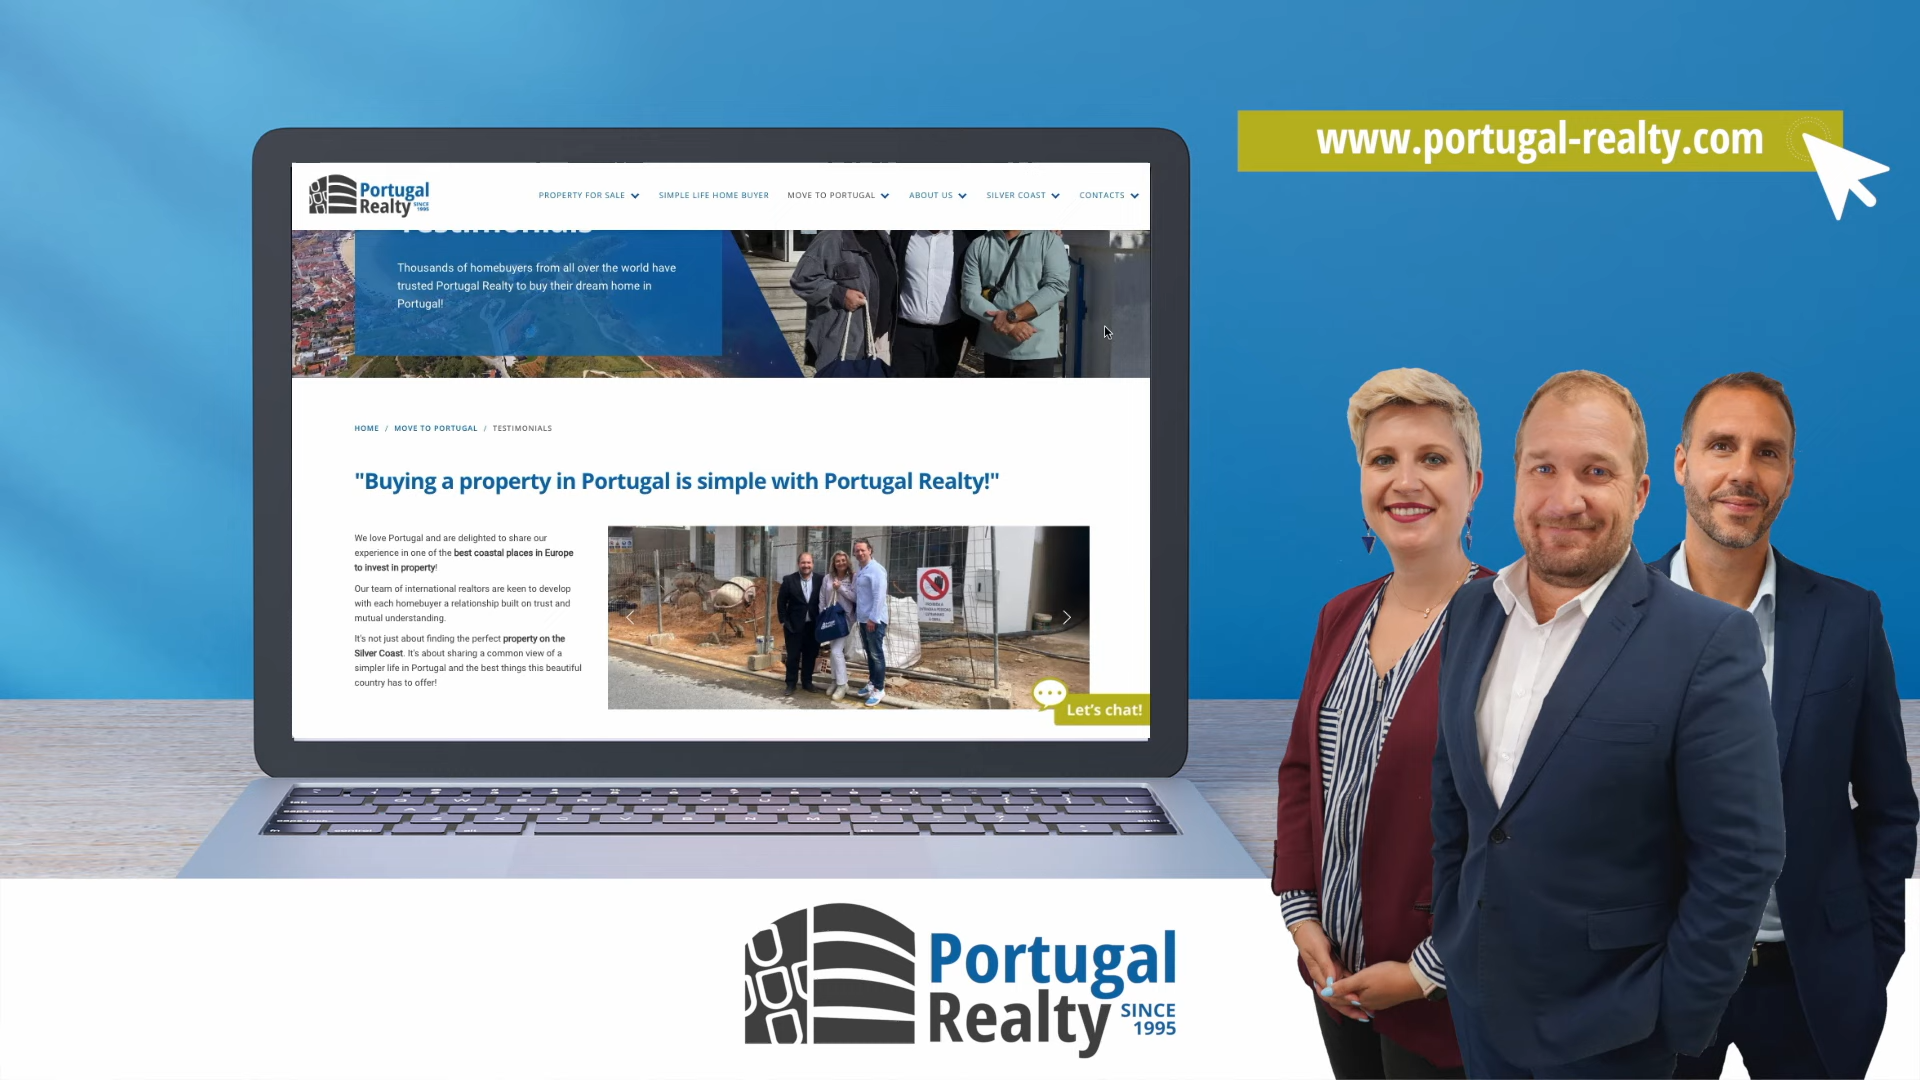 www.portugal-realty.com
Portugal
Realty SINCE
1995
PROPERTY FOR SALE
SIMPLE LIFE HOME BUYER
MOVE TO PORTUGAL
ABOUT US
SILVER COAST
CONTACTS
Testimonials
Thousands of homebuyers from all over the world have
trusted Portugal Realty to buy their dream home in
Portugal!
HOME / MOVE TO PORTUGAL / TESTIMONIALS
"Buying a property in Portugal is simple with Portugal Realty!"
We love Portugal and are delighted to share our
experience in one of the best coastal places in Europe
to invest in property!
Our team of international realtors are keen to develop
with each homebuyer a relationship built on trust and
mutual understanding.
It's not just about finding the perfect property on the
Silver Coast. It's about sharing a common view of a
simpler life in Portugal and the best things this beautiful
country has to offer!
Let's chat!
Portugal
Realty SINCE
1995